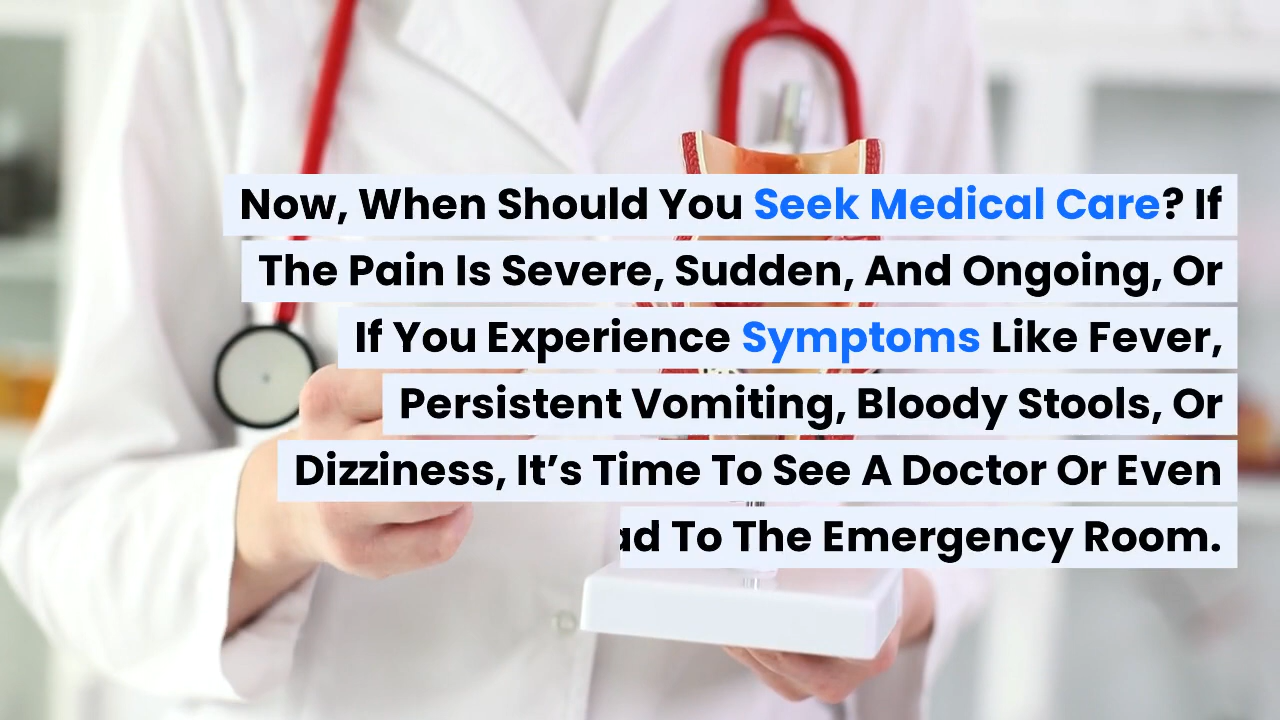 Now, When Should You Seek Medical Care? If
The Pain Is Severe, Sudden, And Ongoing, Or
If You Experience Symptoms Like Fever,
Persistent Vomiting, Bloody Stools, Or
Dizziness, It’s Time To See A Doctor Or Even
To The Emergency Room.